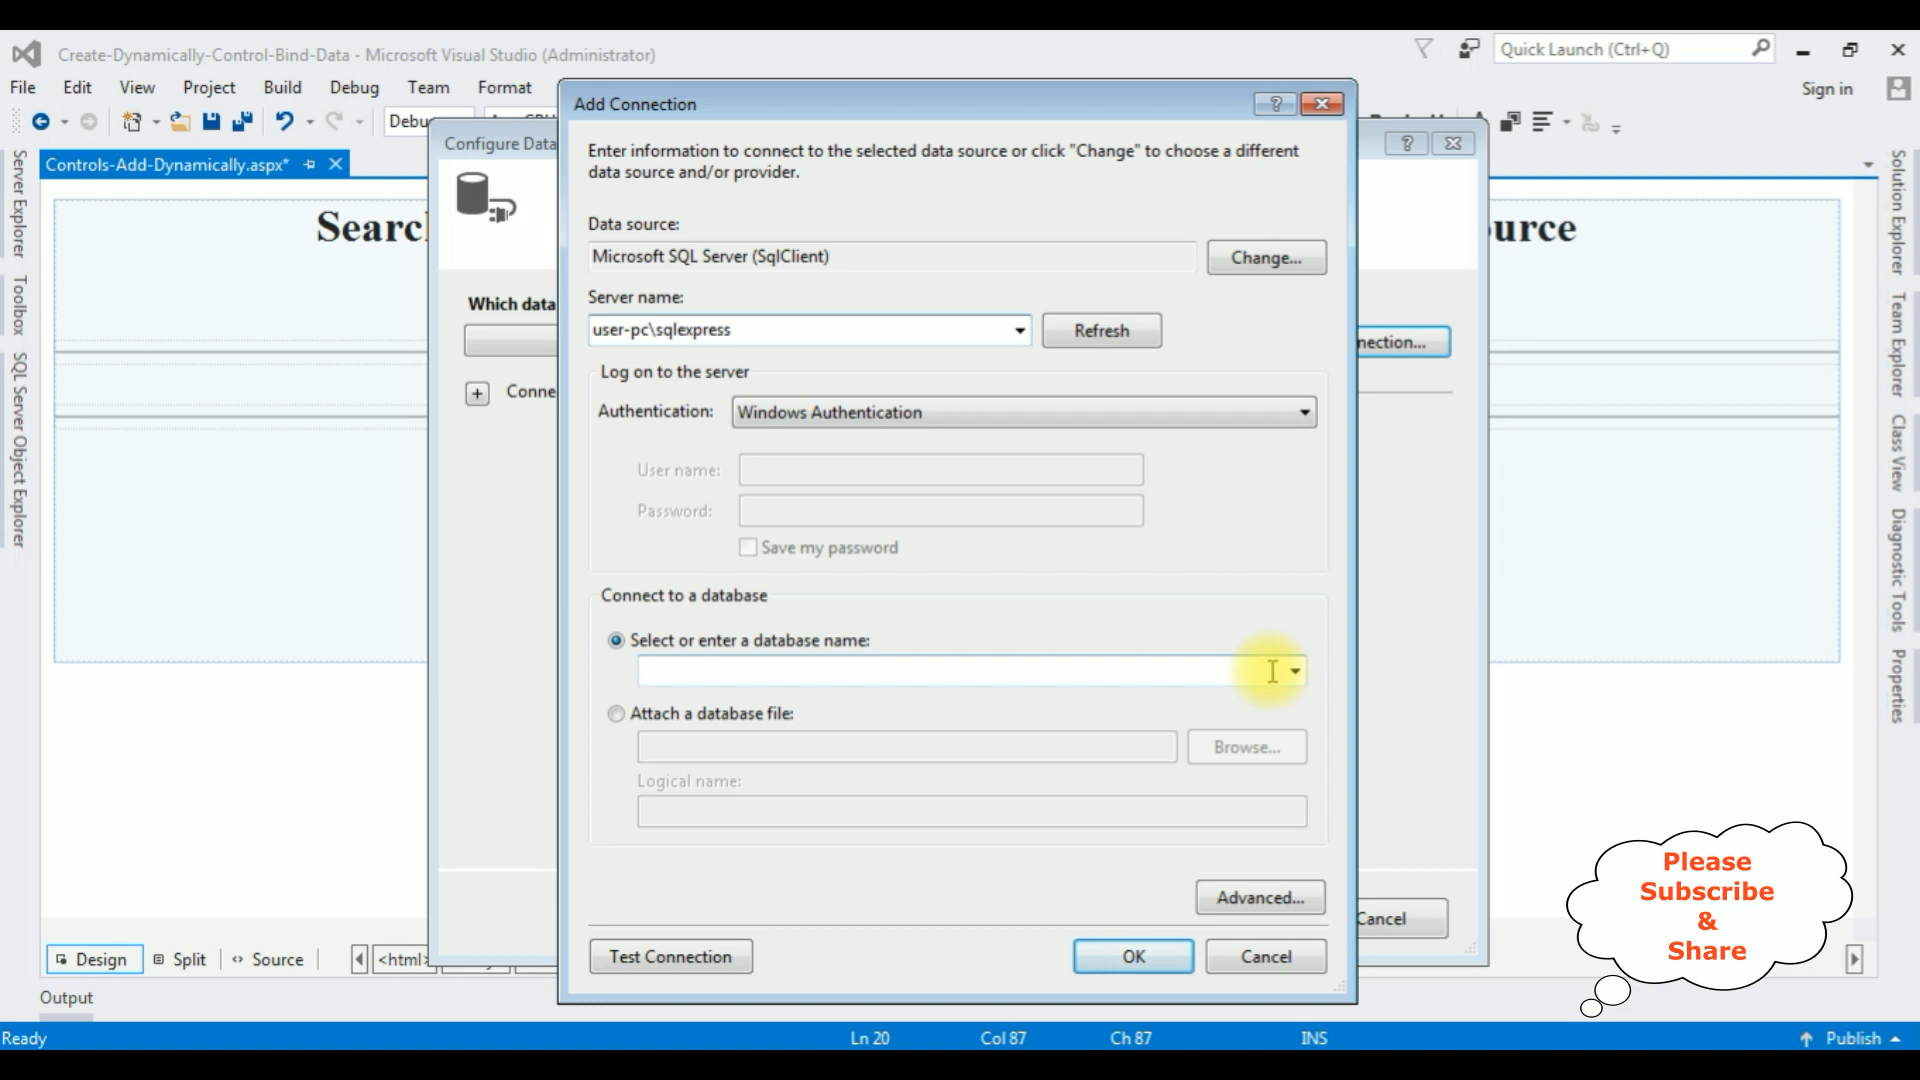 Create-Dynamically-Control-Bind-Data - Microsoft Visual Studio (Administrator)
Quick Launch (Ctrl+Q)
File Edit View Project Build Debug Team Format
Sign in
Debu
Controls-Add-Dynamically.aspx*
Server Explorer
Toolbox
SQL Server Object Explorer
Searc
urce
Configure Data
Which data
nection...
Conne
Cancel
Add Connection
Enter information to connect to the selected data source or click "Change" to choose a different
data source and/or provider.
Data source:
Microsoft SQL Server (SqlClient)
Change...
Server name:
user-pc\sqlexpress
Refresh
Log on to the server
Authentication: Windows Authentication
User name:
Password:
Save my password
Connect to a database
Select or enter a database name:
Attach a database file:
Browse...
Logical name:
Advanced...
Test Connection
OK
Cancel
Solution Explorer
Team Explorer
Class View
Diagnostic Tools
Properties
Please
Subscribe
&
Share
Design Split Source <html>
Output
Ready Ln 20 Col 87 Ch 87 INS Publish